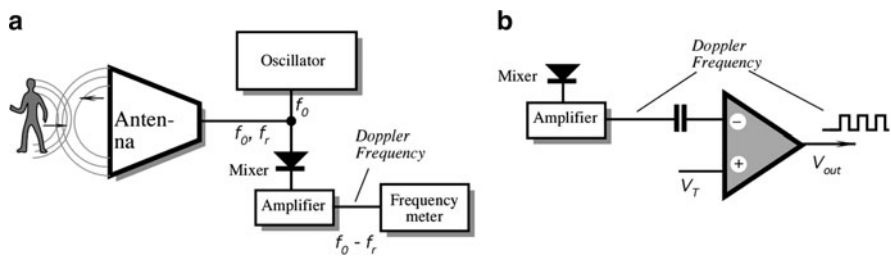 a
Oscillator
f0
Anten-
na
f0, fr
Mixer
Doppler
Frequency
Amplifier
Frequency
meter
f0 - fr
b
Doppler
Frequency
Mixer
Amplifier
−
+
VT
Vout